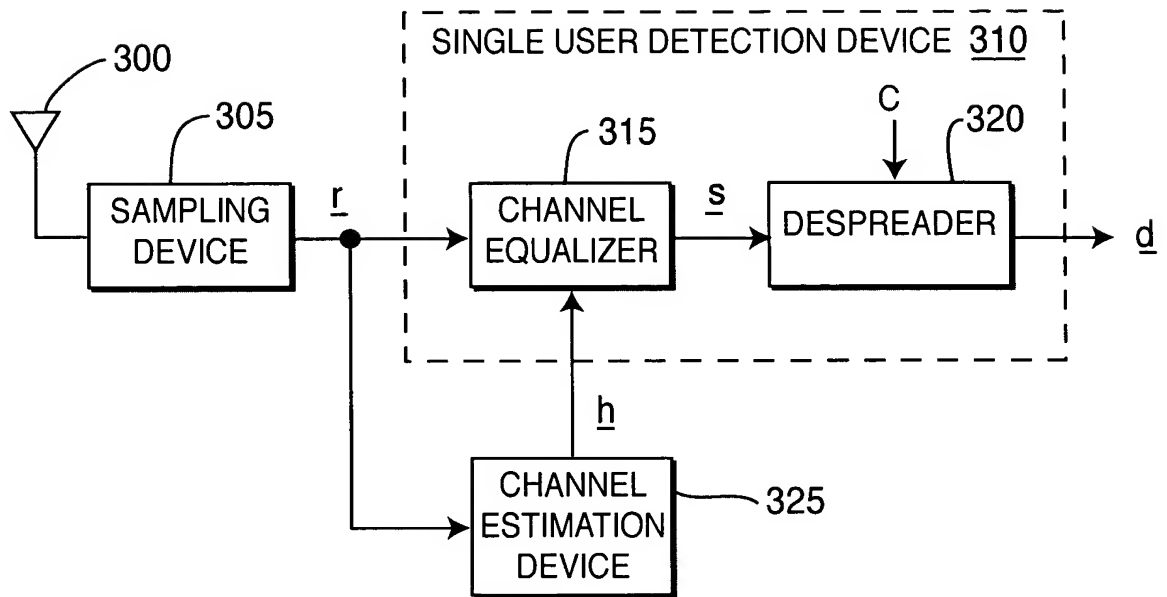 SINGLE USER DETECTION DEVICE 310
300
305
315
C
320
SAMPLING
DEVICE
r
CHANNEL
EQUALIZER
s
DESPREADER
d
h
CHANNEL
ESTIMATION
DEVICE
325